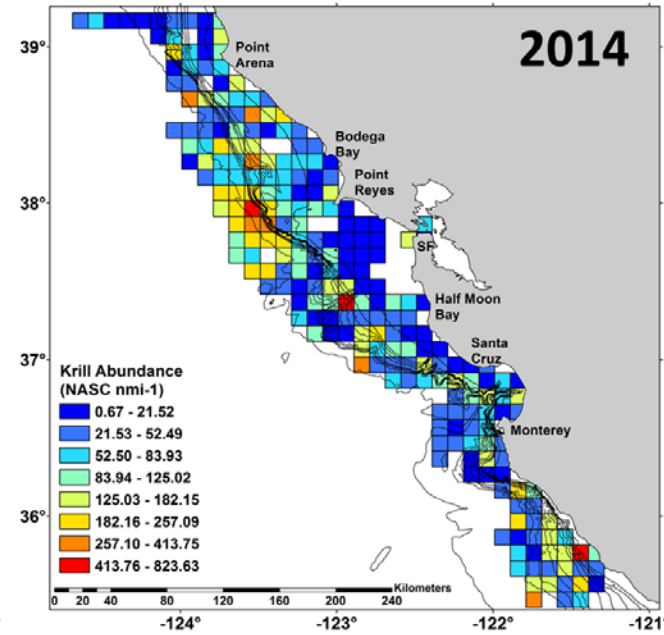 2014
39°
Point
Arena
Bodega
Bay
Point
Reyes
38°
SF
Half Moon
Bay
Santa
Cruz
37°
Krill Abundance
(NASC nmi-1)
0.67 - 21.52
21.53 - 52.49
52.50 - 83.93
83.94 - 125.02
125.03 - 182.15
182.16 - 257.09
257.10 - 413.75
413.76 - 823.63
Monterey
36°
Kilometers
0 20 40 80 120 160 200 240
-124° -123° -122° -121